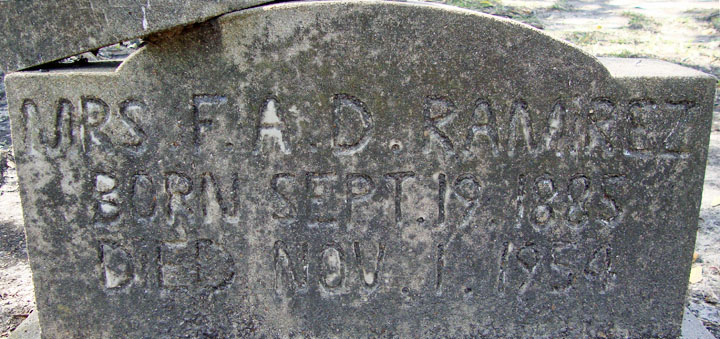 MRS F. A. D. RAMIREZ
BORN SEPT. 19 1885
DIED NOV. 1. 1954